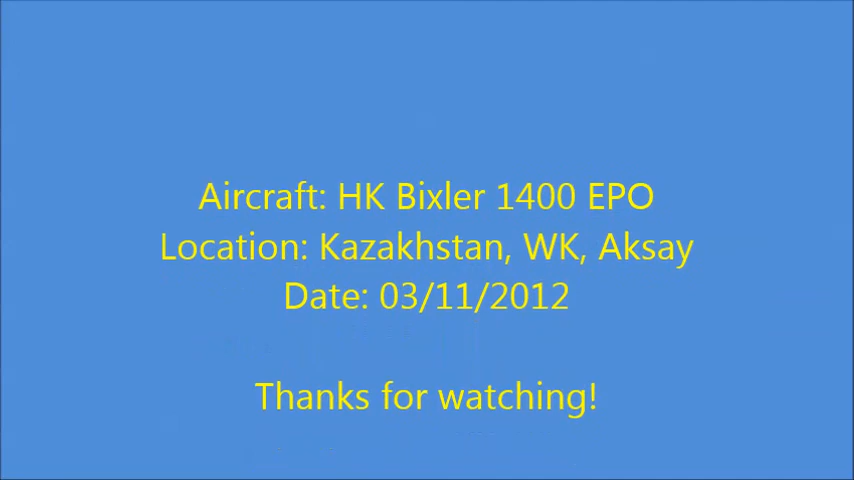 Aircraft: HK Bixler 1400 EPO
Location: Kazakhstan, WK, Aksay
Date: 03/11/2012
Thanks for watching!